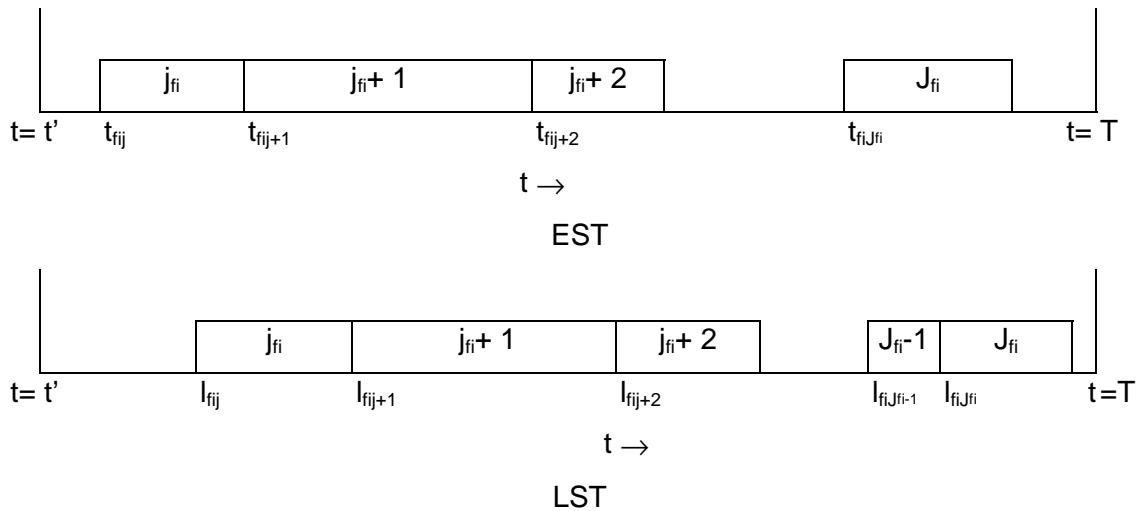 j_fi j_fi+ 1 j_fi+ 2 J_fi
t= t' t_fij t_fij+1 t_fij+2 t_fiJfi t= T
t →
EST
j_fi j_fi+ 1 j_fi+ 2 J_fi-1 J_fi
t= t' l_fij l_fij+1 l_fij+2 l_fiJfi-1 l_fiJfi t =T
t →
LST